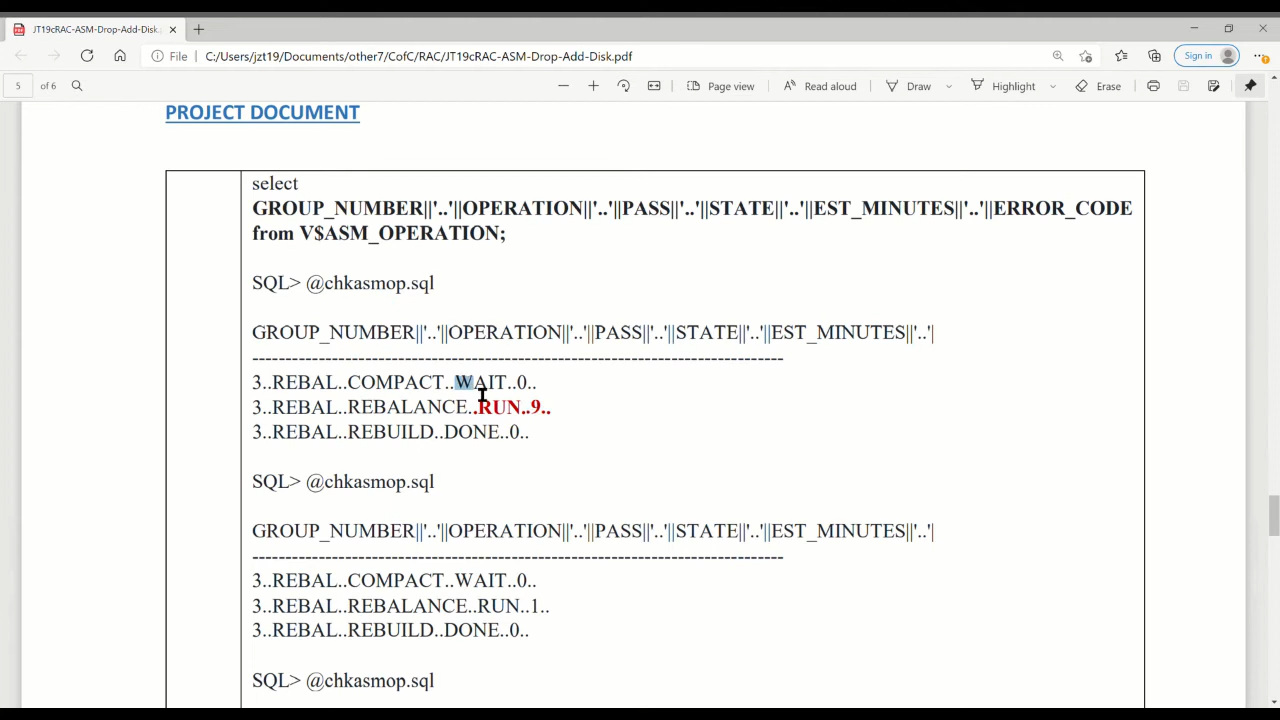 JT19cRAC-ASM-Drop-Add-Disk.
File C:/Users/jzt19/Documents/other7/CofC/RAC/JT19cRAC-ASM-Drop-Add-Disk.pdf Sign in
5 of 6 Page view Read aloud Draw Highlight Erase
PROJECT DOCUMENT
select
GROUP_NUMBER||'..'||OPERATION||'..'||PASS||'..'||STATE||'..'||EST_MINUTES||'..'||ERROR_CODE
from V$ASM_OPERATION;
SQL> @chkasmop.sql
GROUP_NUMBER||'..'||OPERATION||'..'||PASS||'..'||STATE||'..'||EST_MINUTES||'..'|
--------------------------------------------------------------------------------
3..REBAL..COMPACT..WAIT..0..
3..REBAL..REBALANCE..RUN..9..
3..REBAL..REBUILD..DONE..0..
SQL> @chkasmop.sql
GROUP_NUMBER||'..'||OPERATION||'..'||PASS||'..'||STATE||'..'||EST_MINUTES||'..'|
--------------------------------------------------------------------------------
3..REBAL..COMPACT..WAIT..0..
3..REBAL..REBALANCE..RUN..1..
3..REBAL..REBUILD..DONE..0..
SQL> @chkasmop.sql